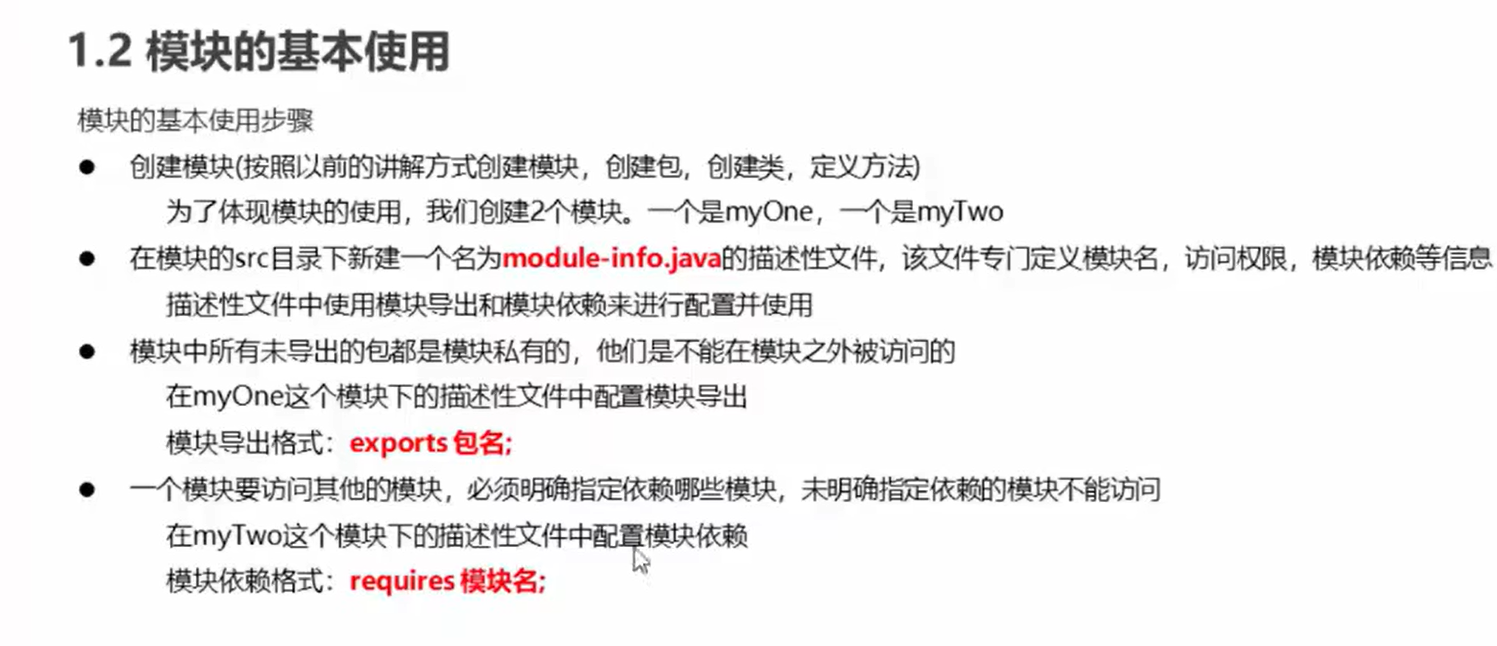 1.2 模块的基本使用
模块的基本使用步骤
● 创建模块(按照以前的讲解方式创建模块，创建包，创建类，定义方法)
为了体现模块的使用，我们创建2个模块。一个是myOne，一个是myTwo
● 在模块的src目录下新建一个名为module-info.java的描述性文件，该文件专门定义模块名，访问权限，模块依赖等信息
描述性文件中使用模块导出和模块依赖来进行配置并使用
● 模块中所有未导出的包都是模块私有的，他们是不能在模块之外被访问的
在myOne这个模块下的描述性文件中配置模块导出
模块导出格式：exports 包名;
● 一个模块要访问其他的模块，必须明确指定依赖哪些模块，未明确指定依赖的模块不能访问
在myTwo这个模块下的描述性文件中配置模块依赖
模块依赖格式：requires 模块名;